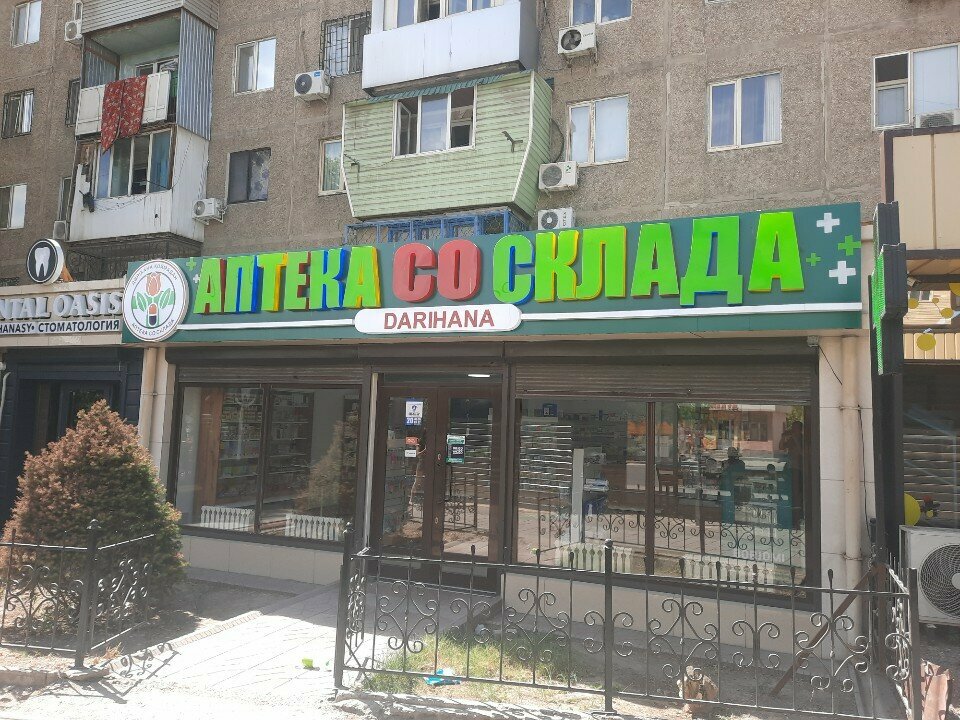 АПТЕКА СО СКЛАДА
DARIHANA
NTAL OASIS
HANASY • СТОМАТОЛОГИЯ